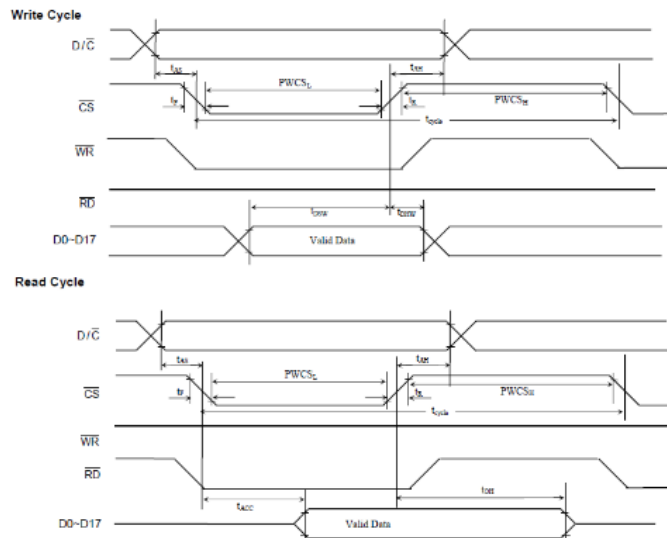 Write Cycle
D/C
tAS
tAH
PWCSL
tF
tR
PWCSH
CS
tcycle
WR
RD
tDSW
tDHW
D0~D17
Valid Data
Read Cycle
D/C
tAS
tAH
PWCSL
PWCSH
tF
tR
CS
tcycle
WR
RD
tACC
tOH
D0~D17
Valid Data